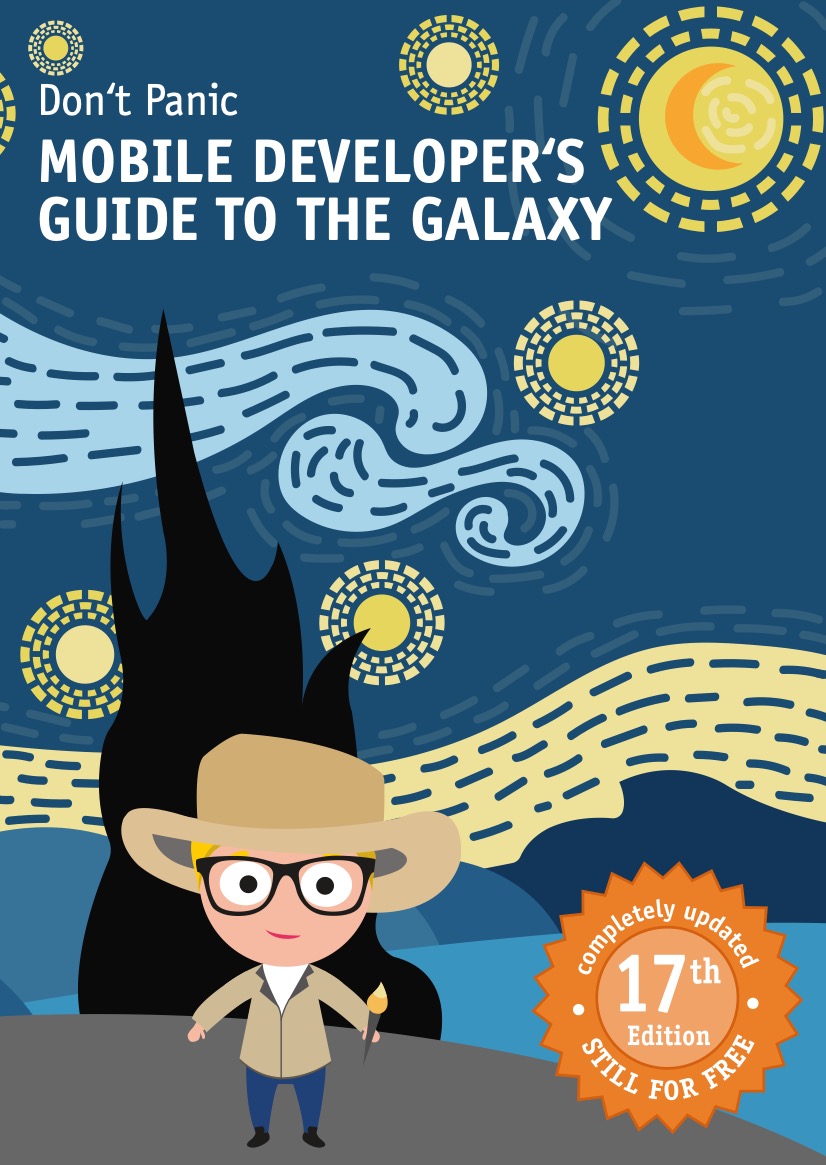 Don‘t Panic
MOBILE DEVELOPER‘S
GUIDE TO THE GALAXY
completely updated
17th
Edition
STILL FOR FREE